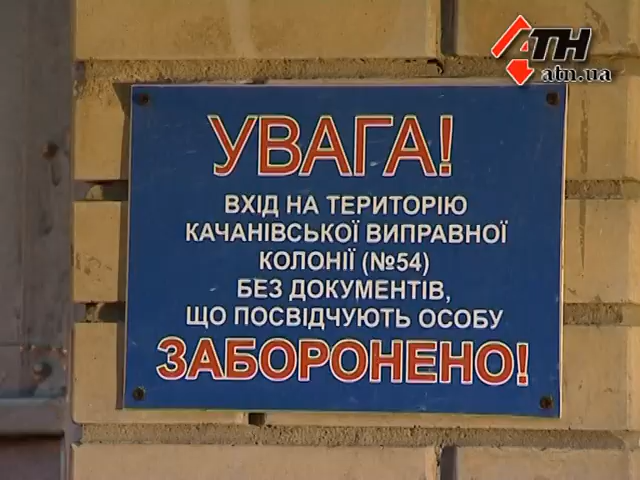 АТН
atn.ua
УВАГА!
ВХІД НА ТЕРИТОРІЮ
КАЧАНІВСЬКОЇ ВИПРАВНОЇ
КОЛОНІЇ (№54)
БЕЗ ДОКУМЕНТІВ,
ЩО ПОСВІДЧУЮТЬ ОСОБУ
ЗАБОРОНЕНО!